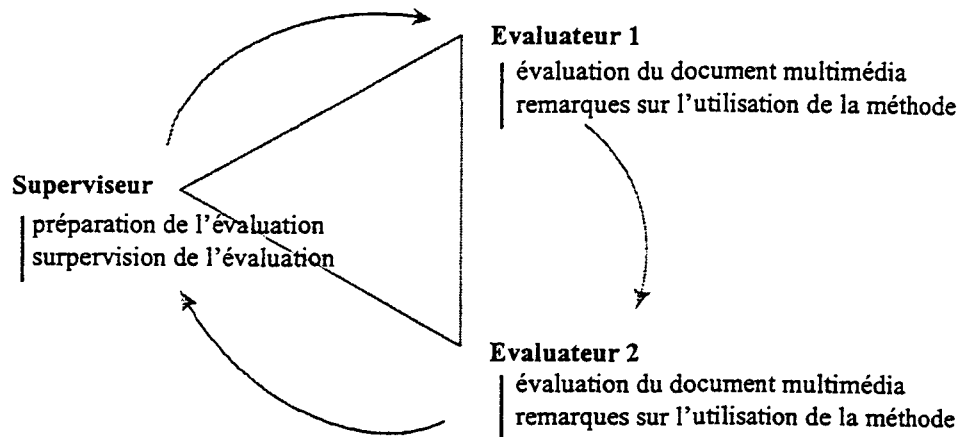 Evaluateur 1
évaluation du document multimédia
remarques sur l'utilisation de la méthode
Superviseur
préparation de l'évaluation
surpervision de l'évaluation
Evaluateur 2
évaluation du document multimédia
remarques sur l'utilisation de la méthode